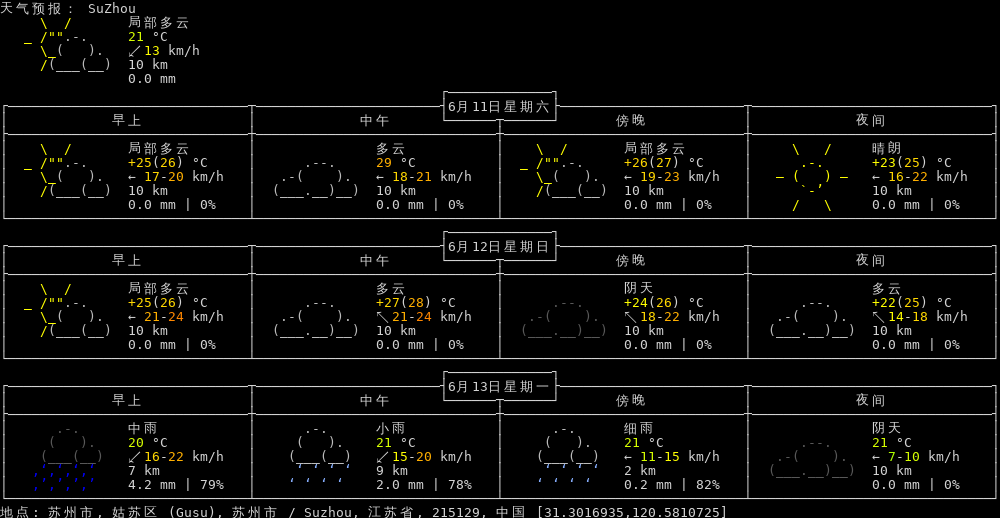 天气预报: SuZhou
局部多云
21 °C
↙13 km/h
10 km
0.0 mm
6月11日星期六
早上 中午 傍晚 夜间
局部多云 多云 局部多云 晴朗
+25(26) °C 29 °C +26(27) °C +23(25) °C
← 17-20 km/h ← 18-21 km/h ← 19-23 km/h ← 16-22 km/h
10 km 10 km 10 km 10 km
0.0 mm | 0% 0.0 mm | 0% 0.0 mm | 0% 0.0 mm | 0%
6月12日星期日
早上 中午 傍晚 夜间
局部多云 多云 阴天 多云
+25(26) °C +27(28) °C +24(26) °C +22(25) °C
← 21-24 km/h ↖21-24 km/h ↖18-22 km/h ↖14-18 km/h
10 km 10 km 10 km 10 km
0.0 mm | 0% 0.0 mm | 0% 0.0 mm | 0% 0.0 mm | 0%
6月13日星期一
早上 中午 傍晚 夜间
中雨 小雨 细雨 阴天
20 °C 21 °C 21 °C 21 °C
↙16-22 km/h ↙15-20 km/h ← 11-15 km/h ← 7-10 km/h
7 km 9 km 2 km 10 km
4.2 mm | 79% 2.0 mm | 78% 0.2 mm | 82% 0.0 mm | 0%
地点: 苏州市, 姑苏区 (Gusu), 苏州市 / Suzhou, 江苏省, 215129, 中国 [31.3016935,120.5810725]